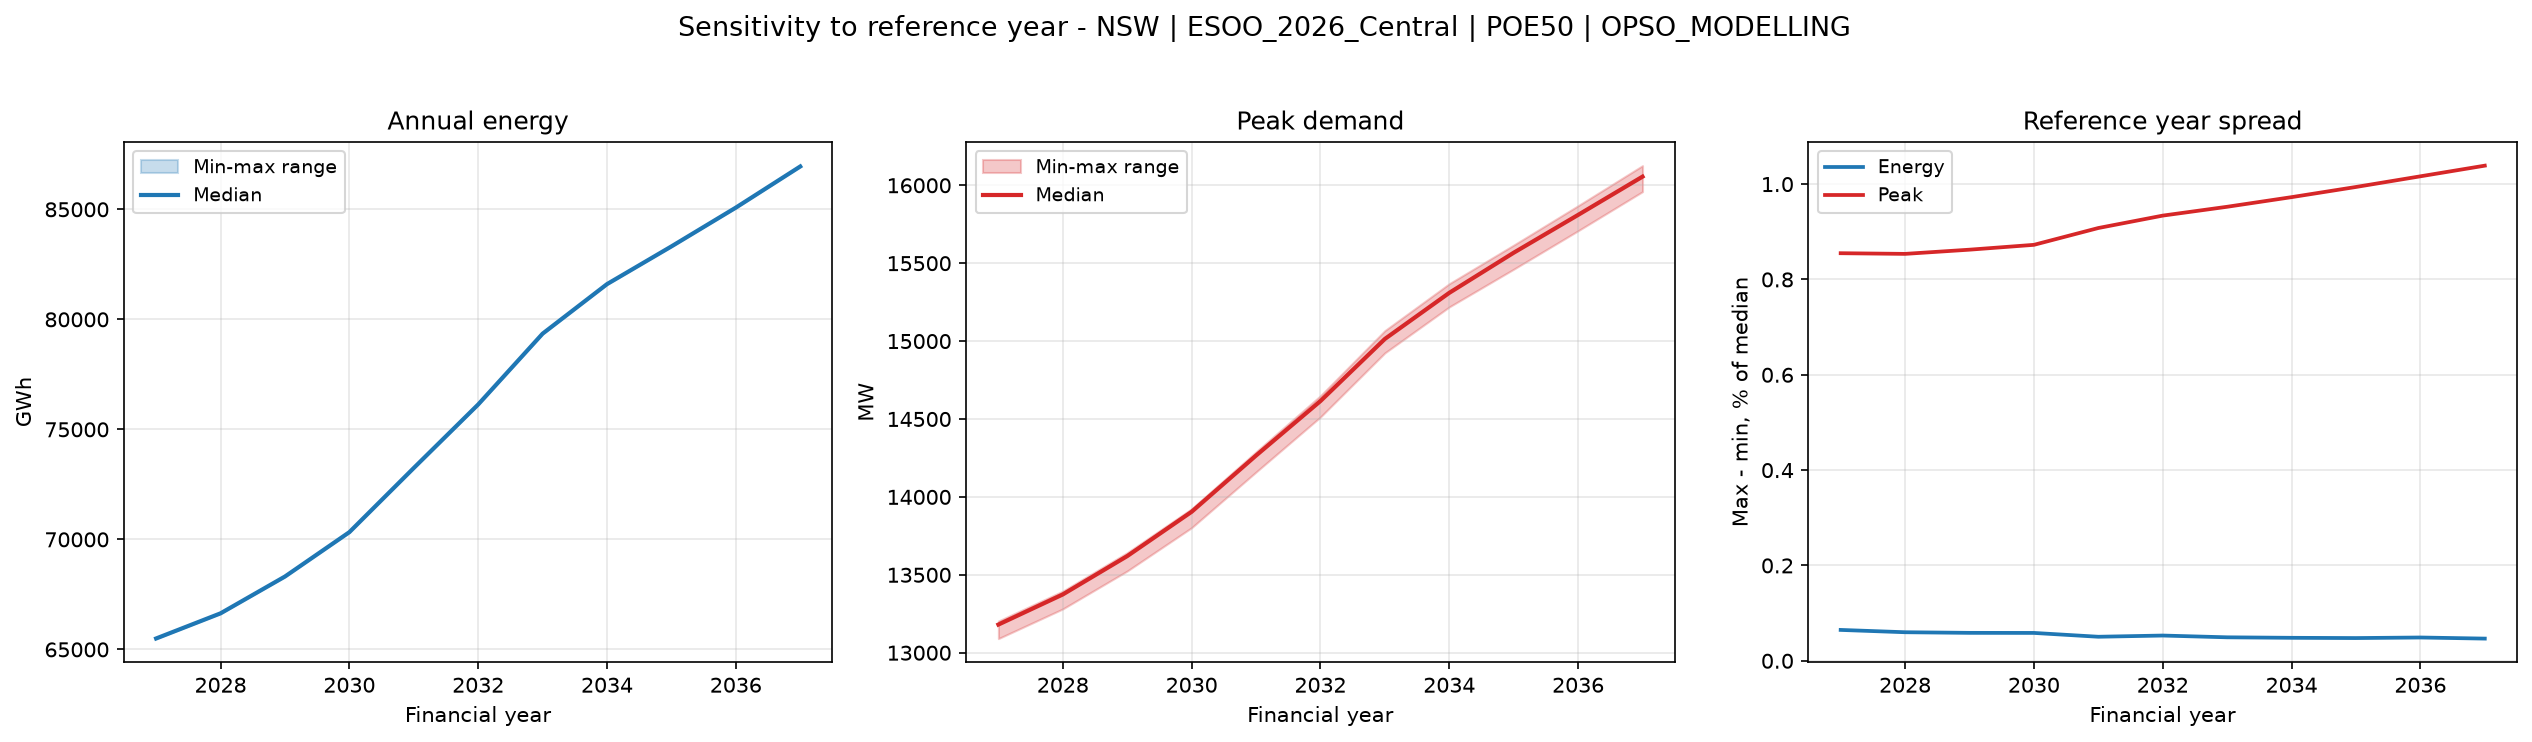 Sensitivity to reference year - NSW | ESOO_2026_Central | POE50 | OPSO_MODELLING
Annual energy
Min-max range
Median
85000
80000
75000
70000
65000
GWh
2028 2030 2032 2034 2036
Financial year
Peak demand
Min-max range
Median
16000
15500
15000
14500
14000
13500
13000
MW
2028 2030 2032 2034 2036
Financial year
Reference year spread
Energy
Peak
1.0
0.8
0.6
0.4
0.2
0.0
Max - min, % of median
2028 2030 2032 2034 2036
Financial year